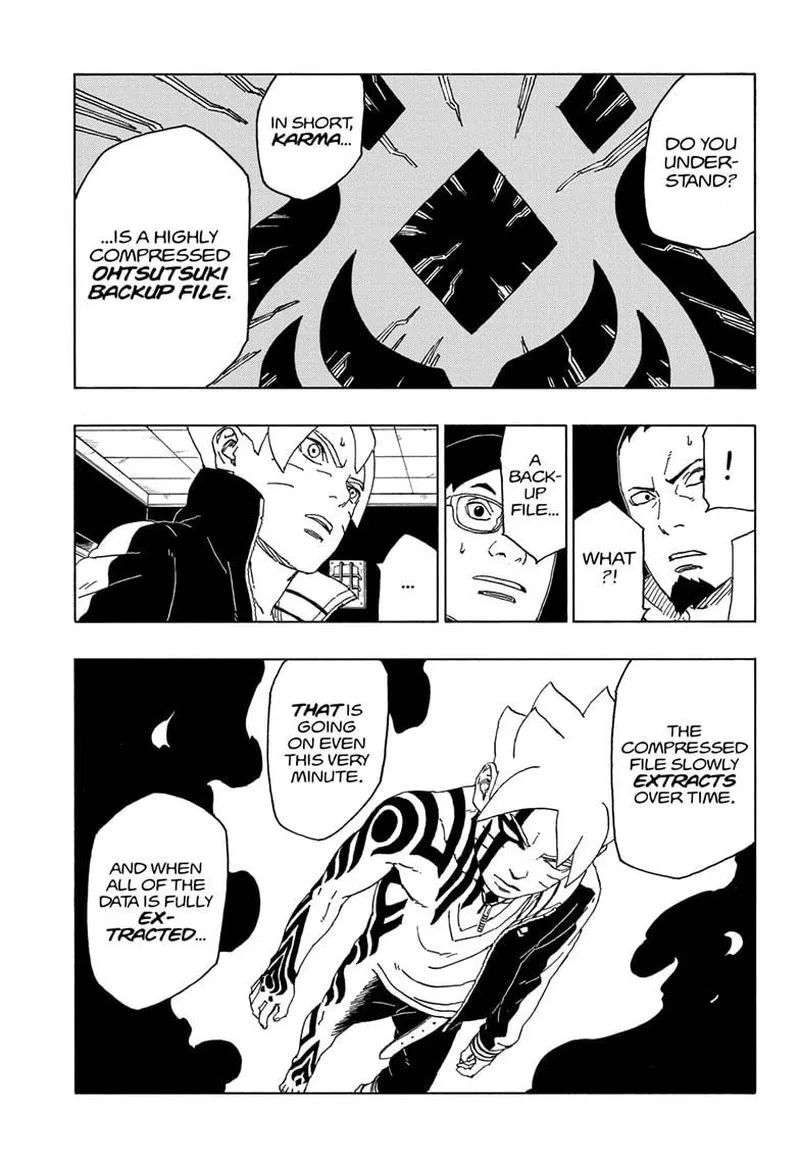 DO YOU
UNDER-
STAND?
IN SHORT,
KARMA...
...IS A HIGHLY
COMPRESSED
OHTSUTSUKI
BACKUP FILE.
!
WHAT
?!
A
BACK-
UP
FILE...
...
THE
COMPRESSED
FILE SLOWLY
EXTRACTS
OVER TIME.
THAT IS
GOING
ON EVEN
THIS VERY
MINUTE.
AND WHEN
ALL OF THE
DATA IS FULLY
EX-
TRACTED...